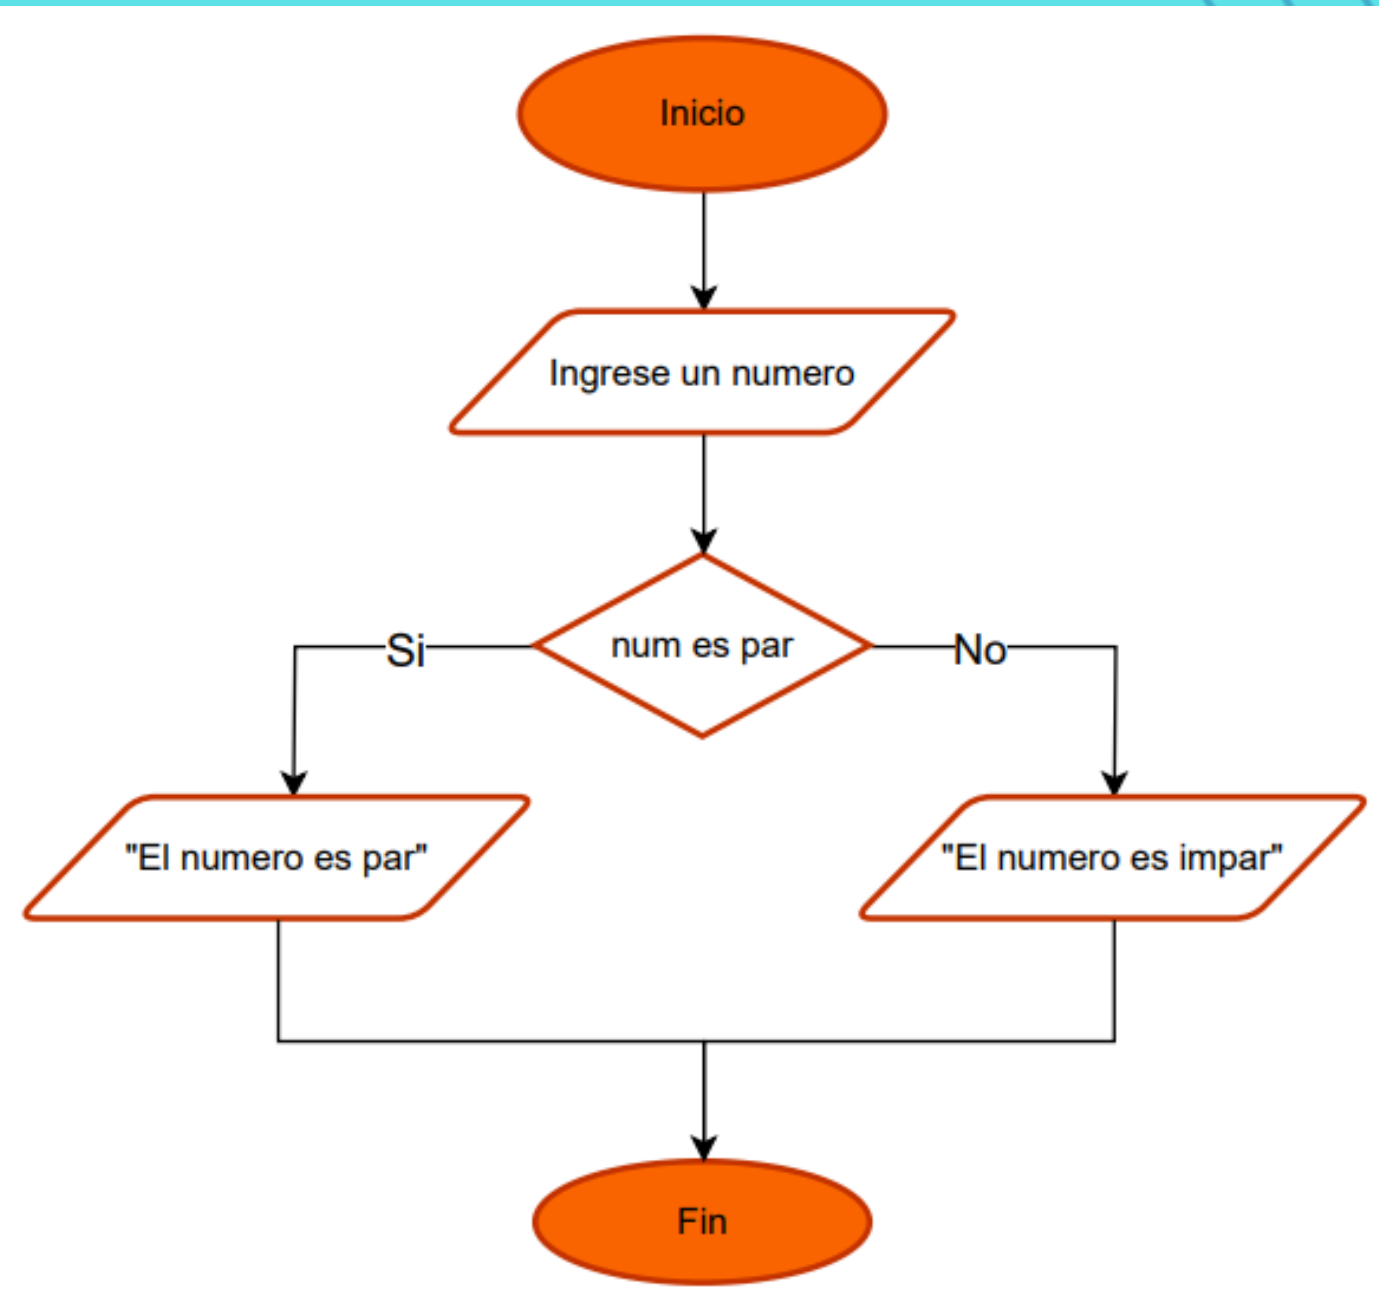 Inicio
Ingrese un numero
num es par
Si
No
"El numero es par"
"El numero es impar"
Fin